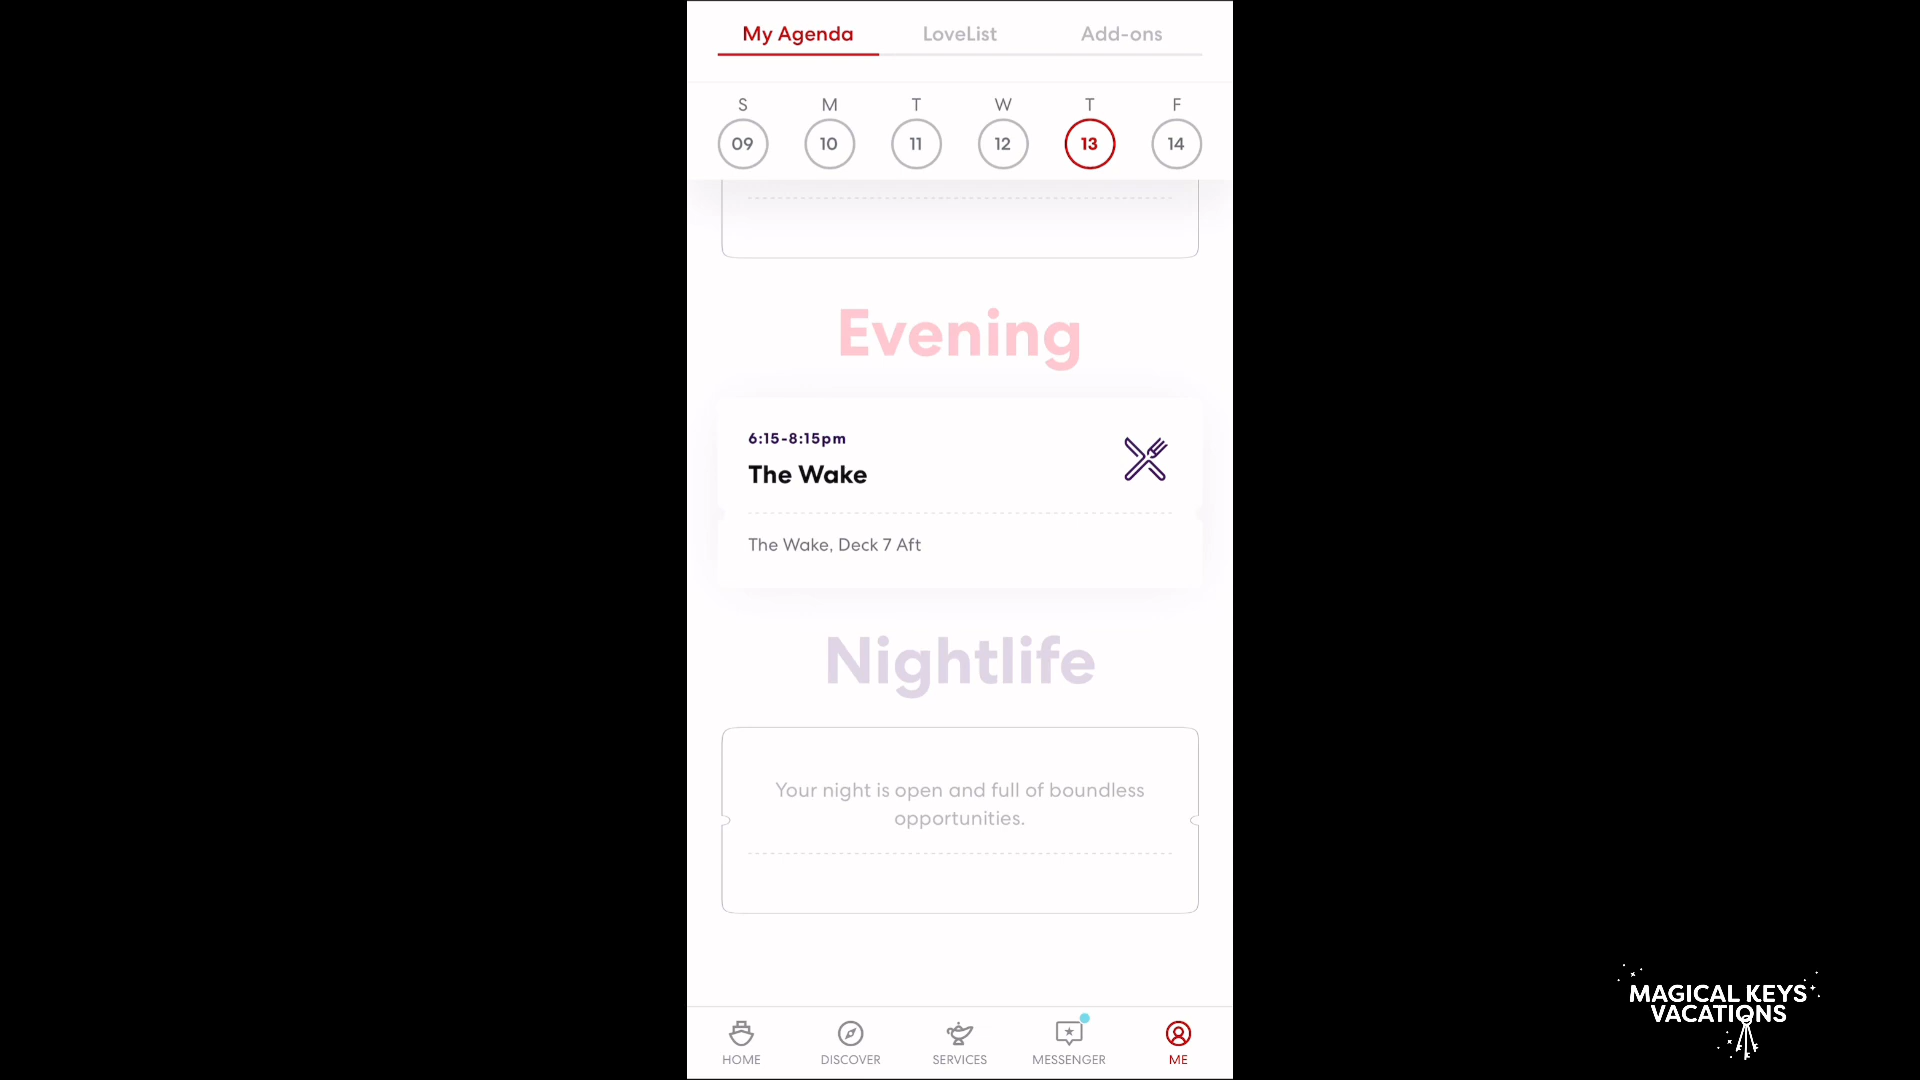 My Agenda LoveList Add-ons
S M T W T F
09 10 11 12 13 14
Evening
6:15-8:15pm
The Wake
The Wake, Deck 7 Aft
Nightlife
Your night is open and full of boundless
opportunities.
HOME DISCOVER SERVICES MESSENGER ME
MAGICAL KEYS
VACATIONS